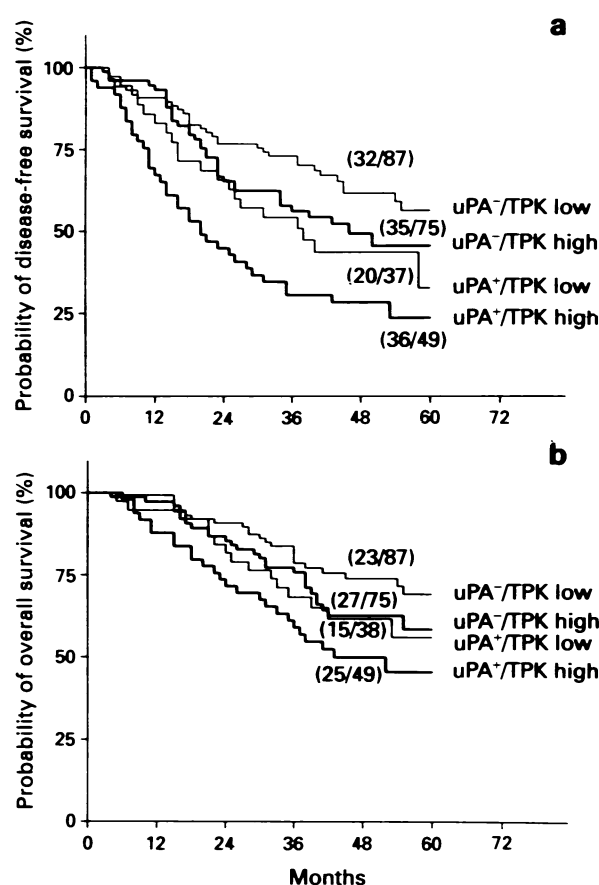 a
Probability of disease-free survival (%)
100
75
50
25
0
(32/87)
uPA⁻/TPK low
(35/75)
uPA⁻/TPK high
(20/37)
uPA⁺/TPK low
uPA⁺/TPK high
(36/49)
0 12 24 36 48 60 72
b
Probability of overall survival (%)
100
75
50
25
0
(23/87)
uPA⁻/TPK low
(27/75)
uPA⁻/TPK high
(15/38)
uPA⁺/TPK low
(25/49)
uPA⁺/TPK high
0 12 24 36 48 60 72
Months